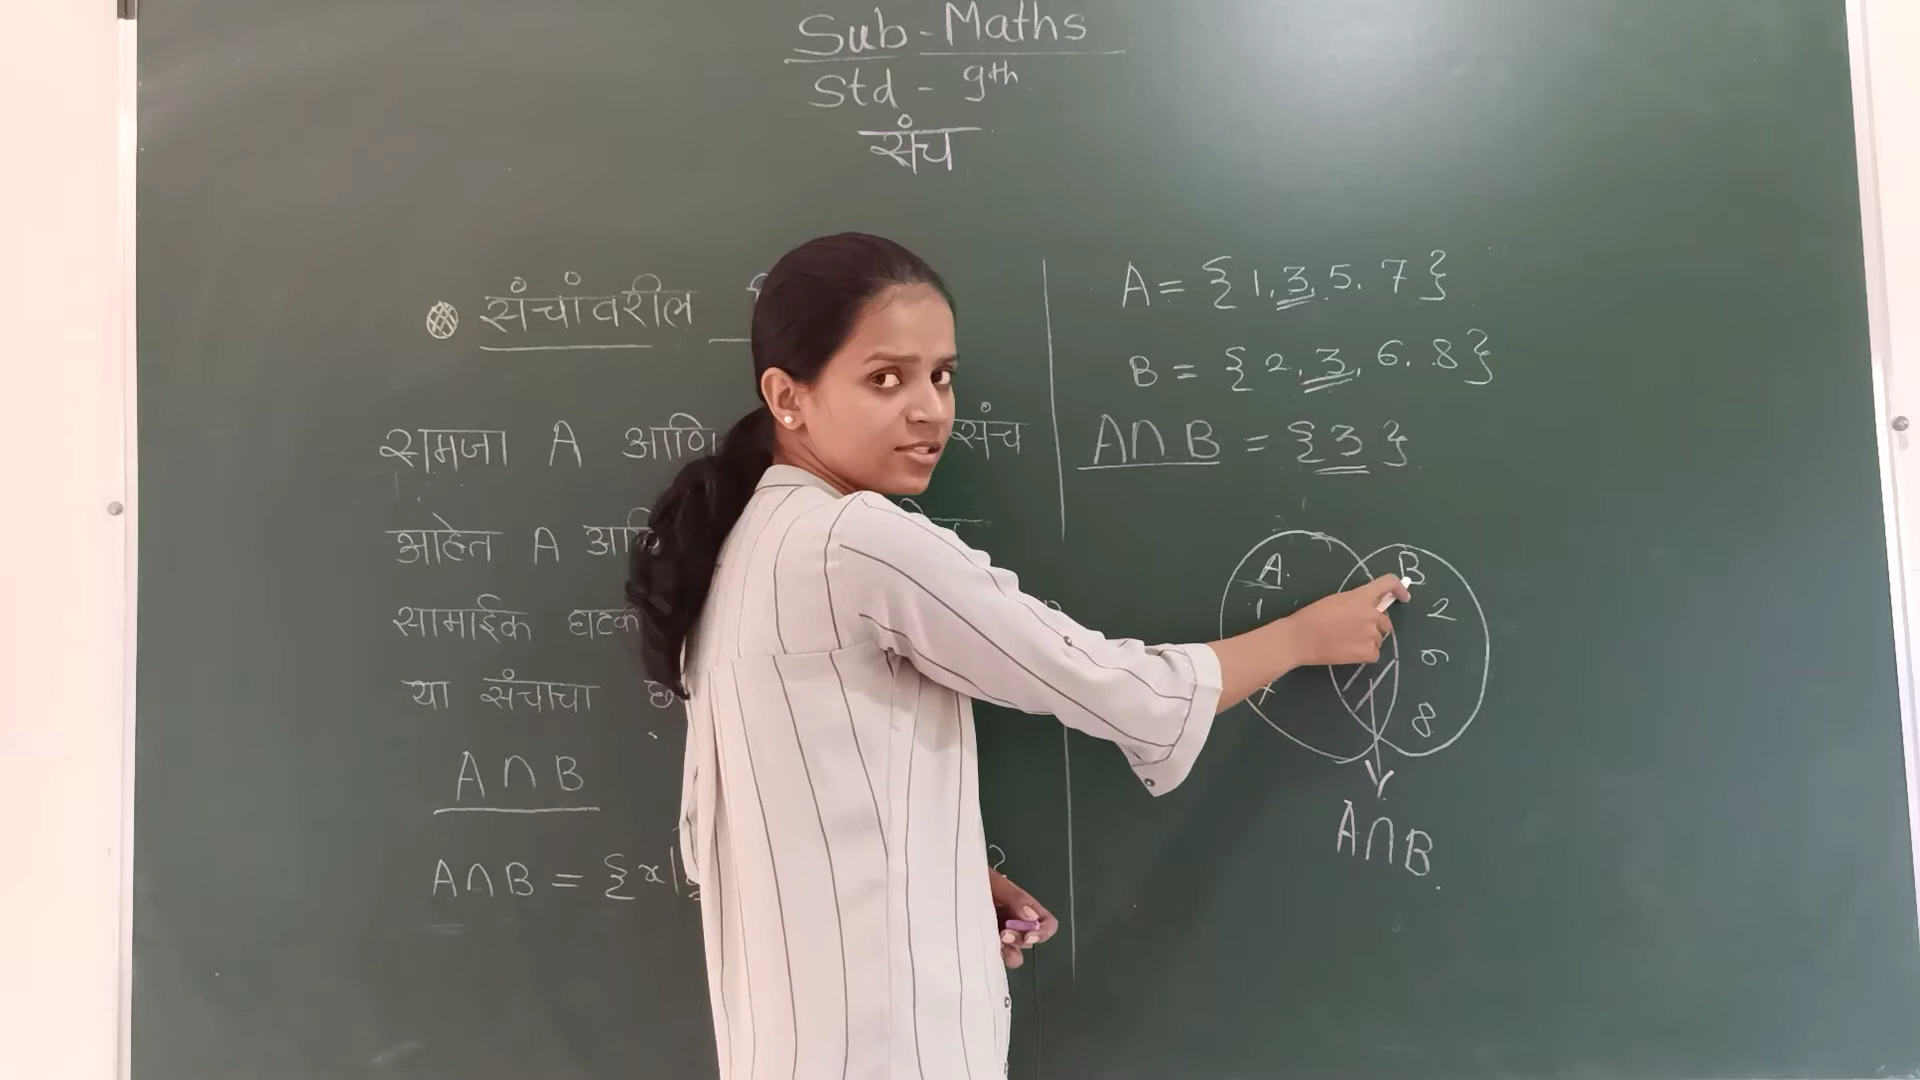 Sub - Maths
Std - 9th
संच
संचांवरील
समजा A आणि संच
आहेत A
सामाईक घटक
या संचाचा
A∩B
A∩B = {x|
A = {1, 3, 5, 7}
B = {2, 3, 6, 8}
A∩B = {3}
A B
1 2
6
8
A∩B